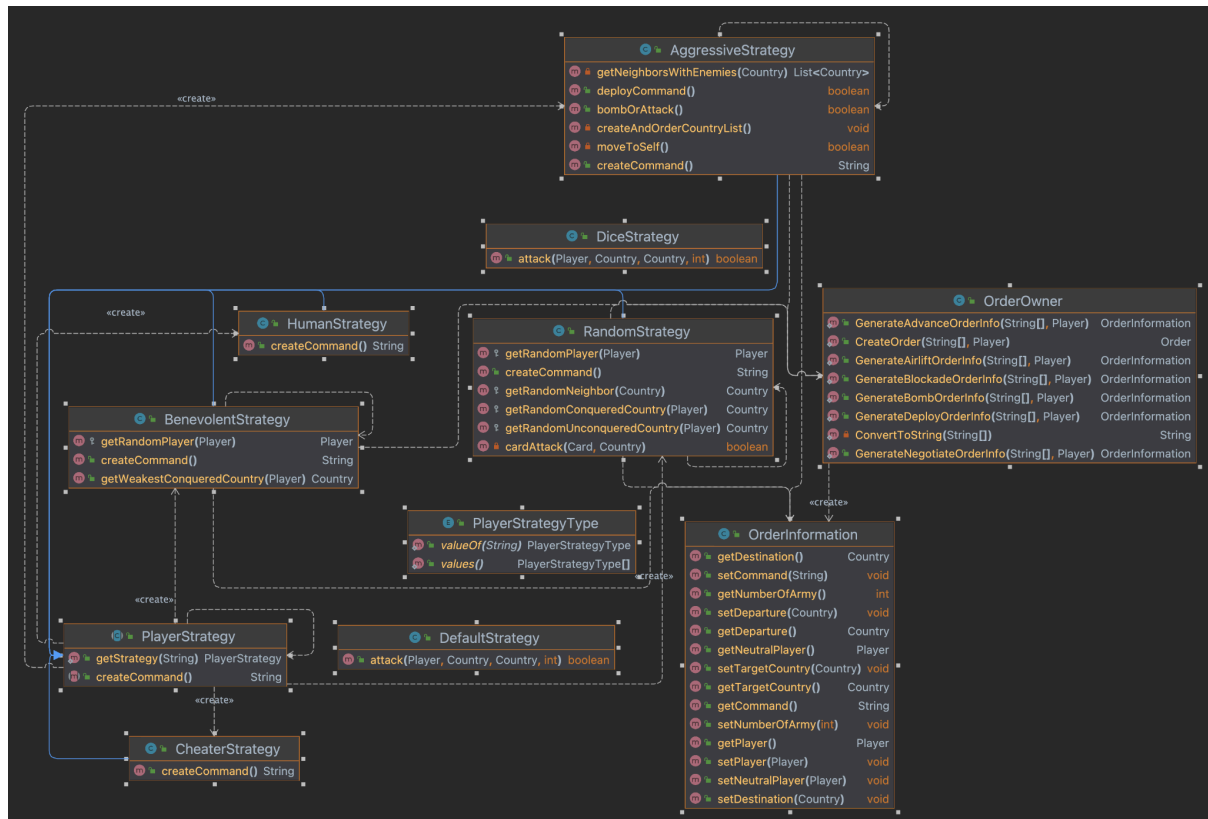 AggressiveStrategy
getNeighborsWithEnemies(Country) List<Country>
deployCommand() boolean
bombOrAttack() boolean
createAndOrderCountryList() void
moveToSelf() boolean
createCommand() String
«create»
DiceStrategy
attack(Player, Country, Country, int) boolean
«create»
HumanStrategy
createCommand() String
RandomStrategy
getRandomPlayer(Player) Player
createCommand() String
getRandomNeighbor(Country) Country
getRandomConqueredCountry(Player) Country
getRandomUnconqueredCountry(Player) Country
cardAttack(Card, Country) boolean
OrderOwner
GenerateAdvanceOrderInfo(String[], Player) OrderInformation
CreateOrder(String[], Player) Order
GenerateAirliftOrderInfo(String[], Player) OrderInformation
GenerateBlockadeOrderInfo(String[], Player) OrderInformation
GenerateBombOrderInfo(String[], Player) OrderInformation
GenerateDeployOrderInfo(String[], Player) OrderInformation
ConvertToString(String[]) String
GenerateNegotiateOrderInfo(String[], Player) OrderInformation
BenevolentStrategy
getRandomPlayer(Player) Player
createCommand() String
getWeakestConqueredCountry(Player) Country
«create»
PlayerStrategyType
valueOf(String) PlayerStrategyType
values() PlayerStrategyType[]
«create»
OrderInformation
getDestination() Country
setCommand(String) void
getNumberOfArmy() int
setDeparture(Country) void
getDeparture() Country
getNeutralPlayer() Player
setTargetCountry(Country) void
getTargetCountry() Country
getCommand() String
setNumberOfArmy(int) void
getPlayer() Player
setPlayer(Player) void
setNeutralPlayer(Player) void
setDestination(Country) void
«create»
PlayerStrategy
getStrategy(String) PlayerStrategy
createCommand() String
DefaultStrategy
attack(Player, Country, Country, int) boolean
«create»
CheaterStrategy
createCommand() String